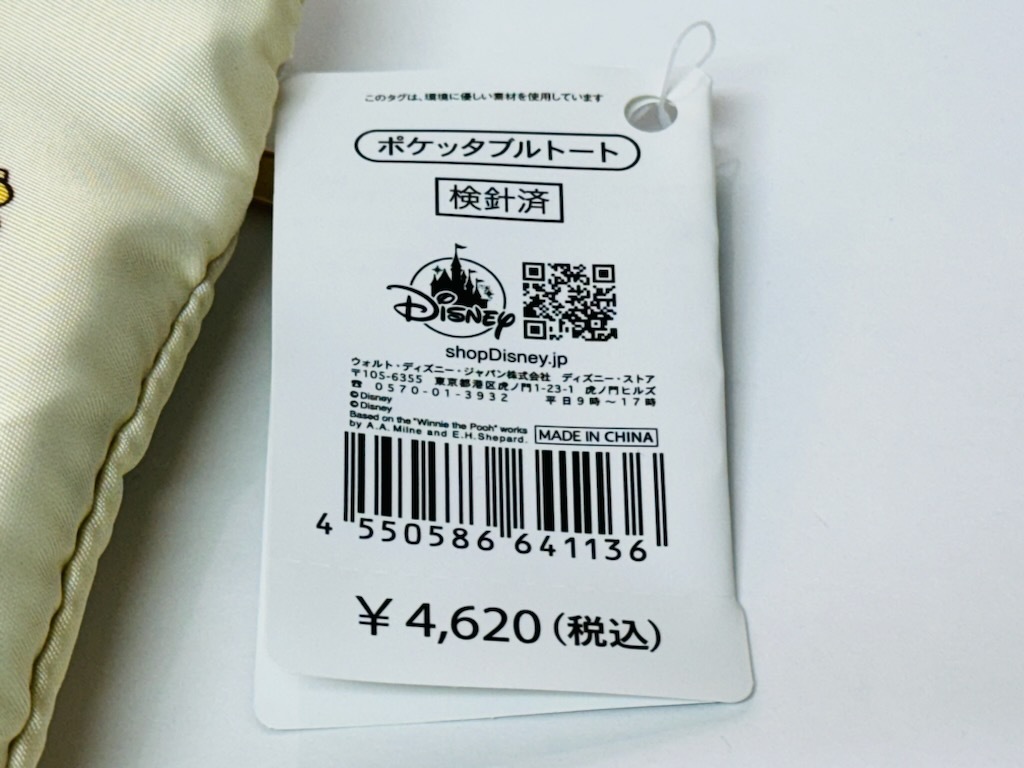 このタグは、環境に優しい素材を使用しています
ポケッタブルトート
検針済
Disney
shopDisney.jp
ウォルト・ディズニー・ジャパン株式会社 ディズニー・ストア
〒105-6355 東京都港区虎ノ門1-23-1 虎ノ門ヒルズ
☎ 0570-01-3932 平日9時〜17時
©Disney
©Disney
Based on the "Winnie the Pooh" works
by A.A. Milne and E.H.Shepard.
MADE IN CHINA
4 550586 641136
¥ 4,620(税込)